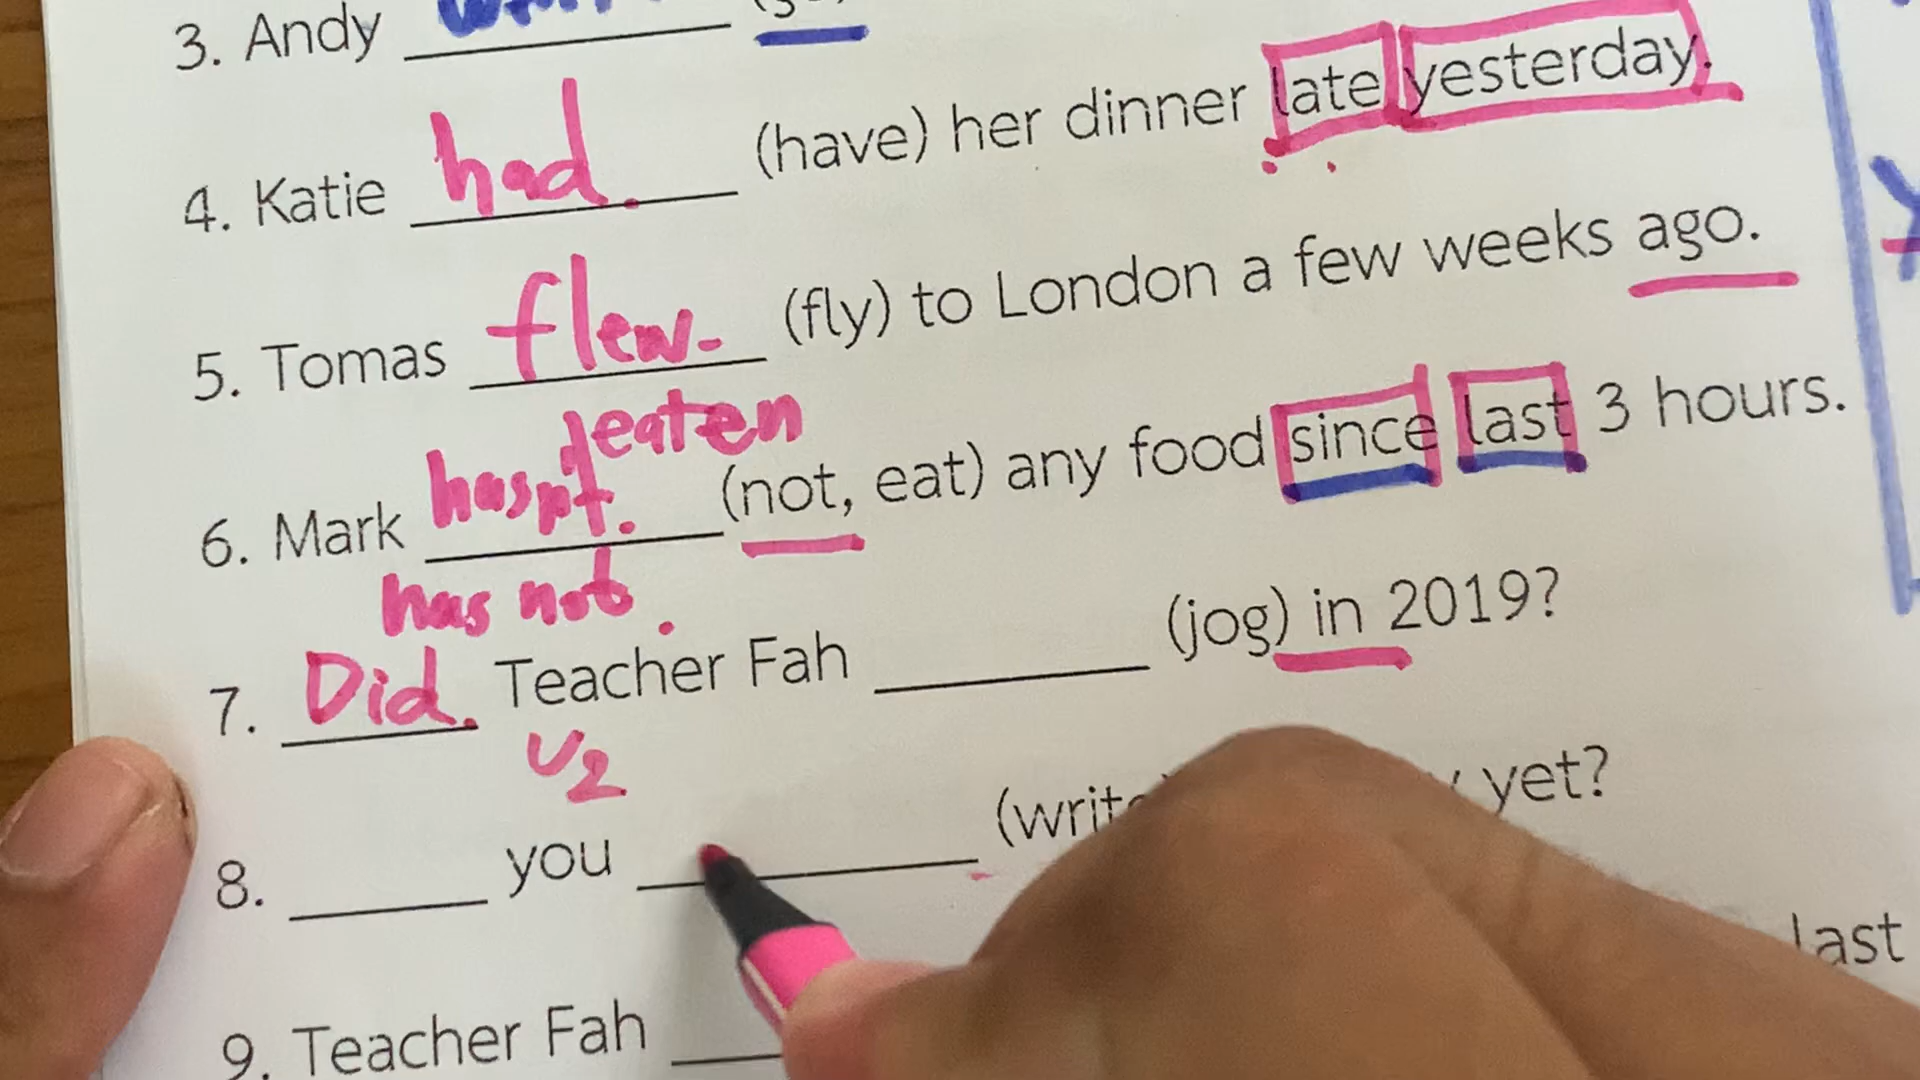 3. Andy
4. Katie had. (have) her dinner late yesterday.
5. Tomas flew. (fly) to London a few weeks ago.
eaten
6. Mark hasn't. (not, eat) any food since last 3 hours.
has not.
7. Did. Teacher Fah (jog) in 2019?
V2
8. you yet?
last
9. Teacher Fah